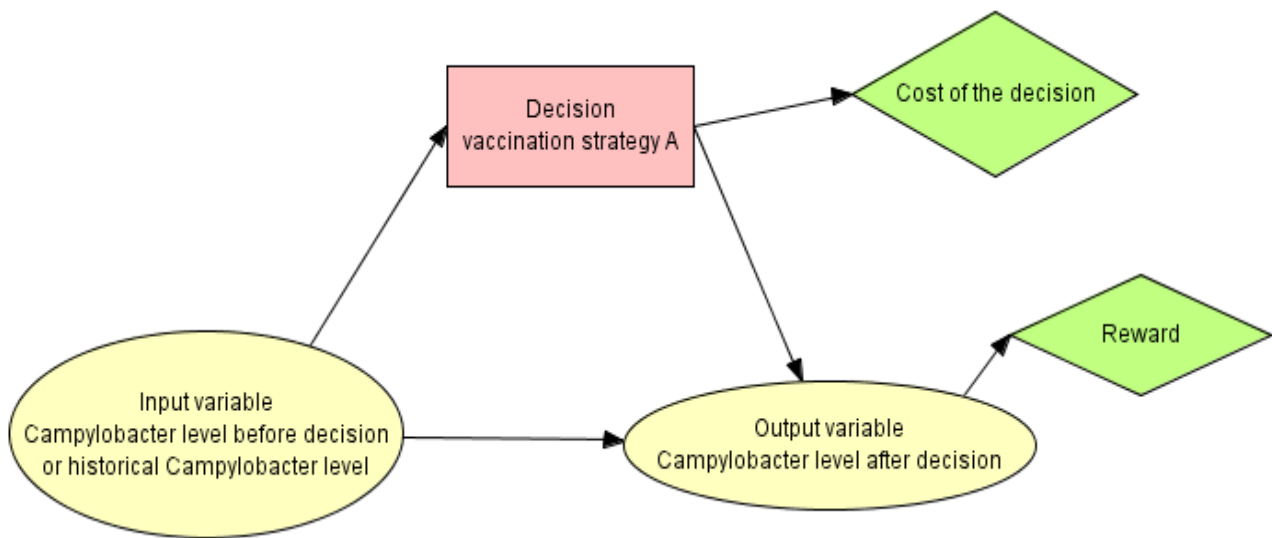 Decision
vaccination strategy A
Cost of the decision
Reward
Input variable
Campylobacter level before decision
or historical Campylobacter level
Output variable
Campylobacter level after decision